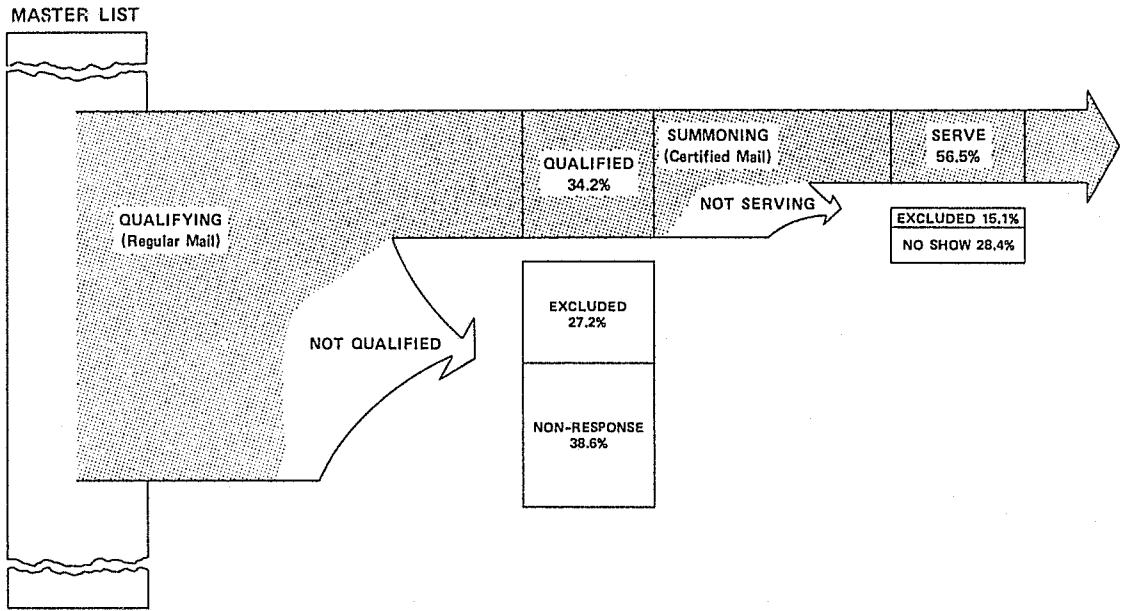 MASTER LIST
QUALIFYING
(Regular Mail)
NOT QUALIFIED
QUALIFIED
34.2%
EXCLUDED
27.2%
NON-RESPONSE
38.6%
SUMMONING
(Certified Mail)
NOT SERVING
SERVE
56.5%
EXCLUDED 15.1%
NO SHOW 28.4%